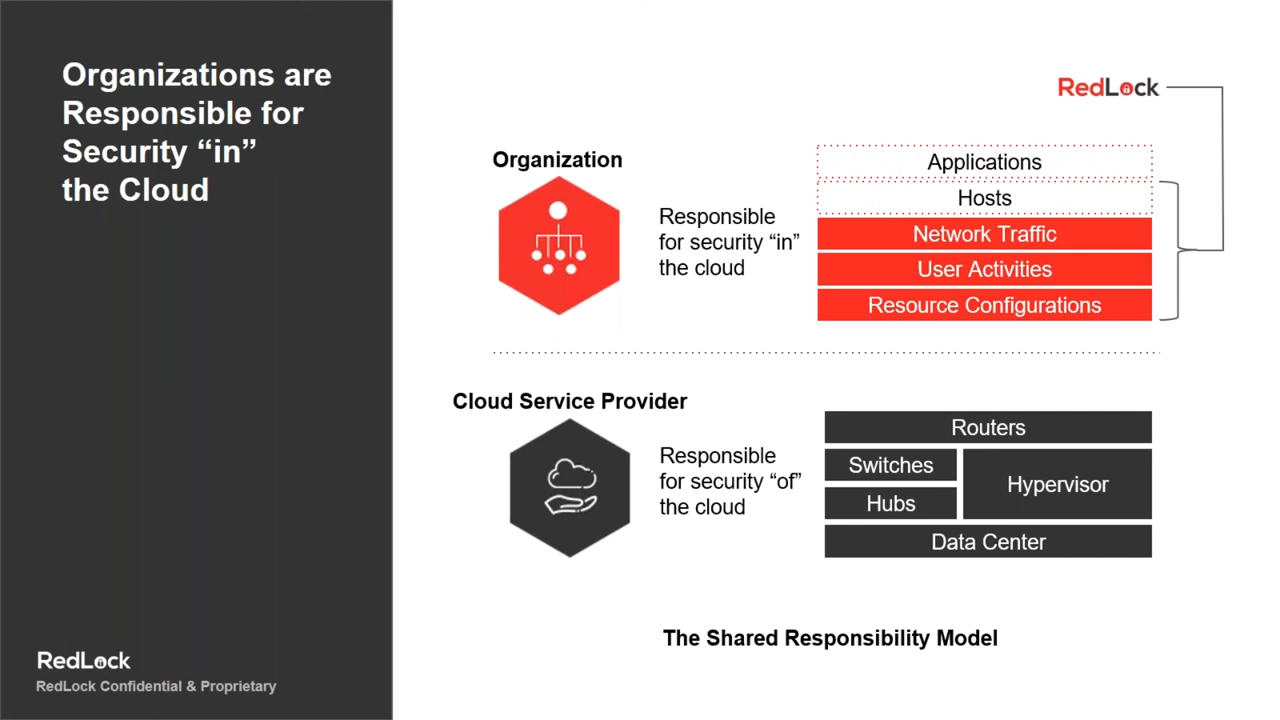 Organizations are
Responsible for
Security “in”
the Cloud
RedLock
Organization
Responsible
for security “in”
the cloud
Applications
Hosts
Network Traffic
User Activities
Resource Configurations
Cloud Service Provider
Responsible
for security “of”
the cloud
Routers
Switches
Hubs
Hypervisor
Data Center
The Shared Responsibility Model
RedLock
RedLock Confidential & Proprietary